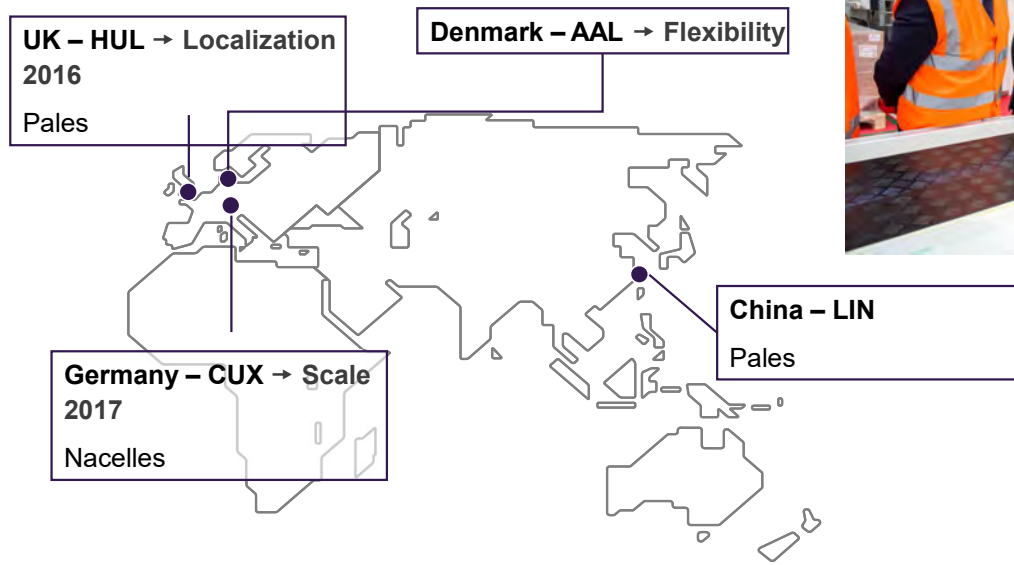 UK – HUL → Localization
2016
Pales
Denmark – AAL → Flexibility
Germany – CUX → Scale
2017
Nacelles
China – LIN
Pales